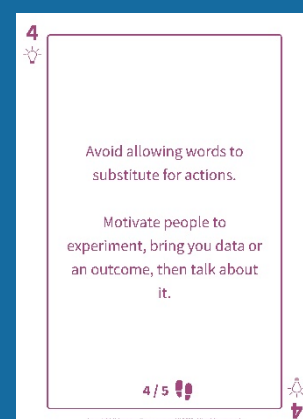 4
Avoid allowing words to
substitute for actions.
Motivate people to
experiment, bring you data or
an outcome, then talk about
it.
4 / 5
4